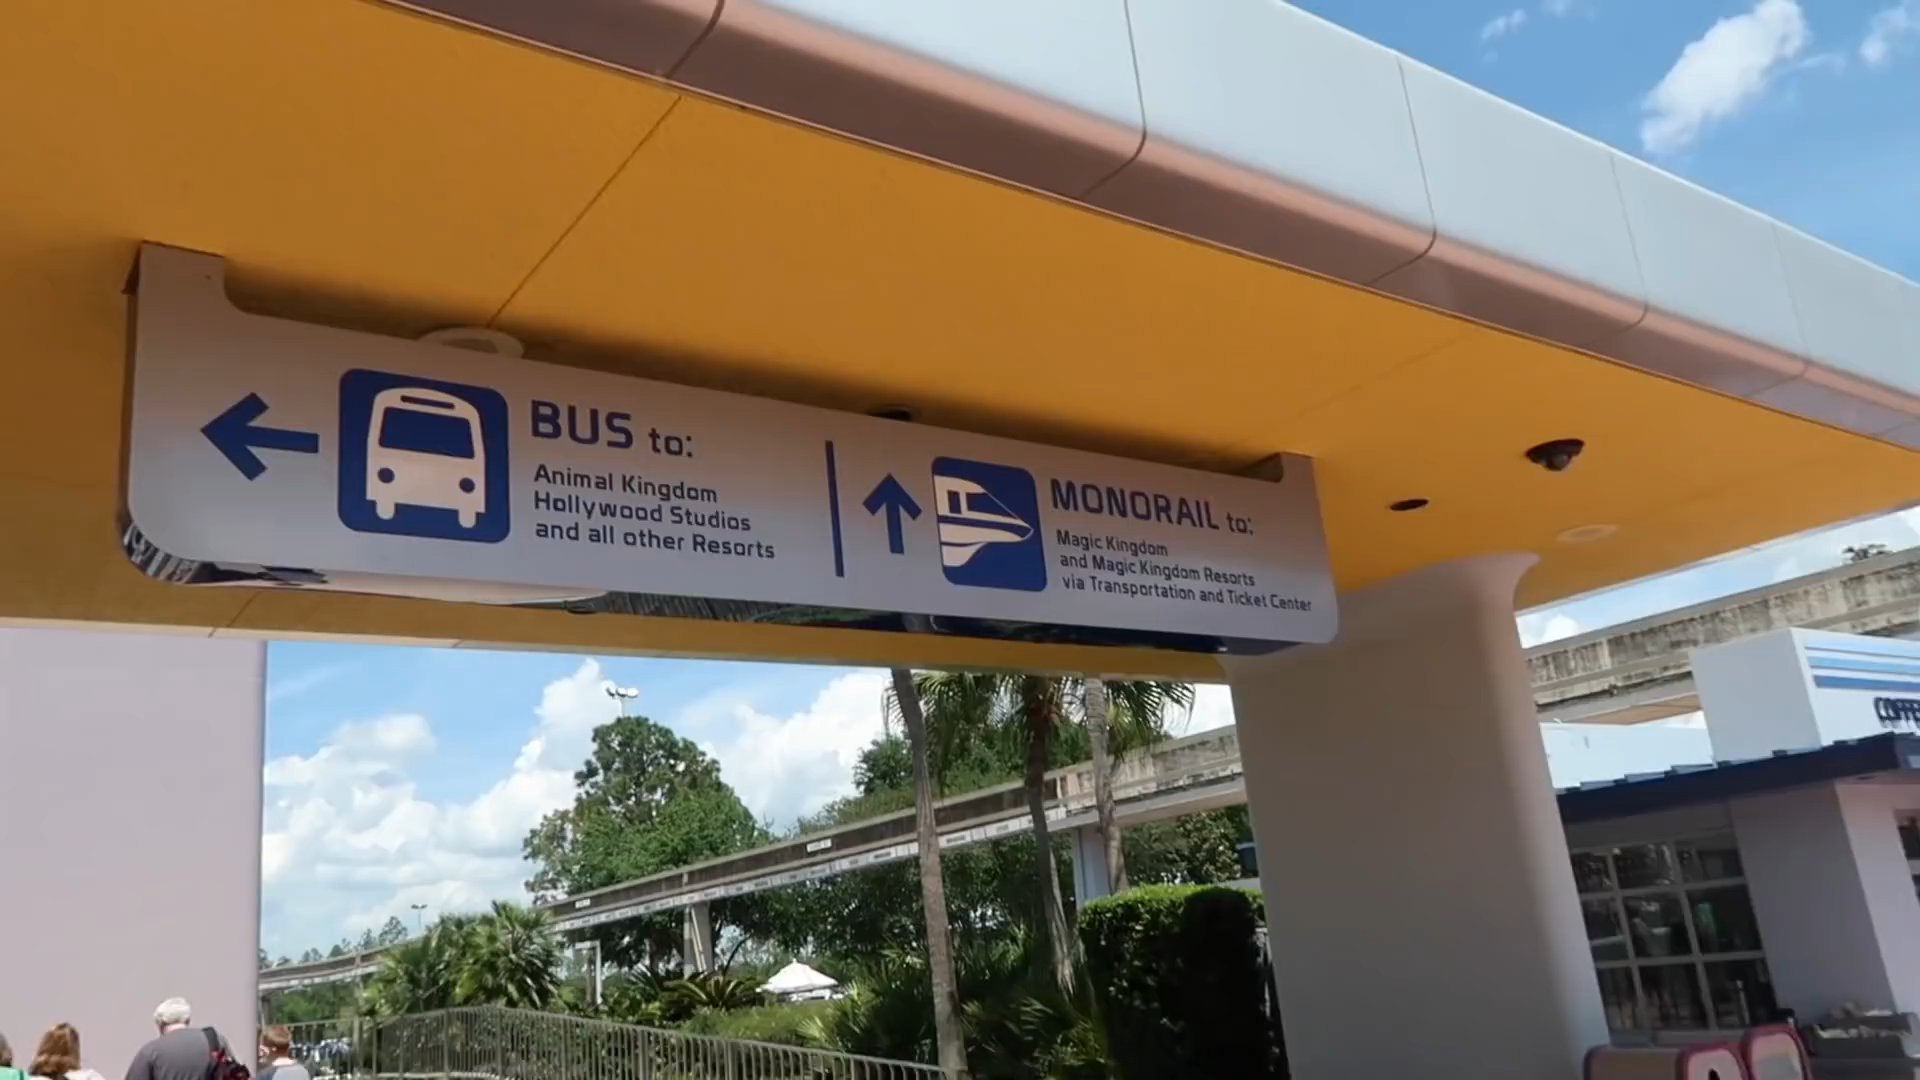 BUS to:
Animal Kingdom
Hollywood Studios
and all other Resorts
MONORAIL to:
Magic Kingdom
and Magic Kingdom Resorts
via Transportation and Ticket Center